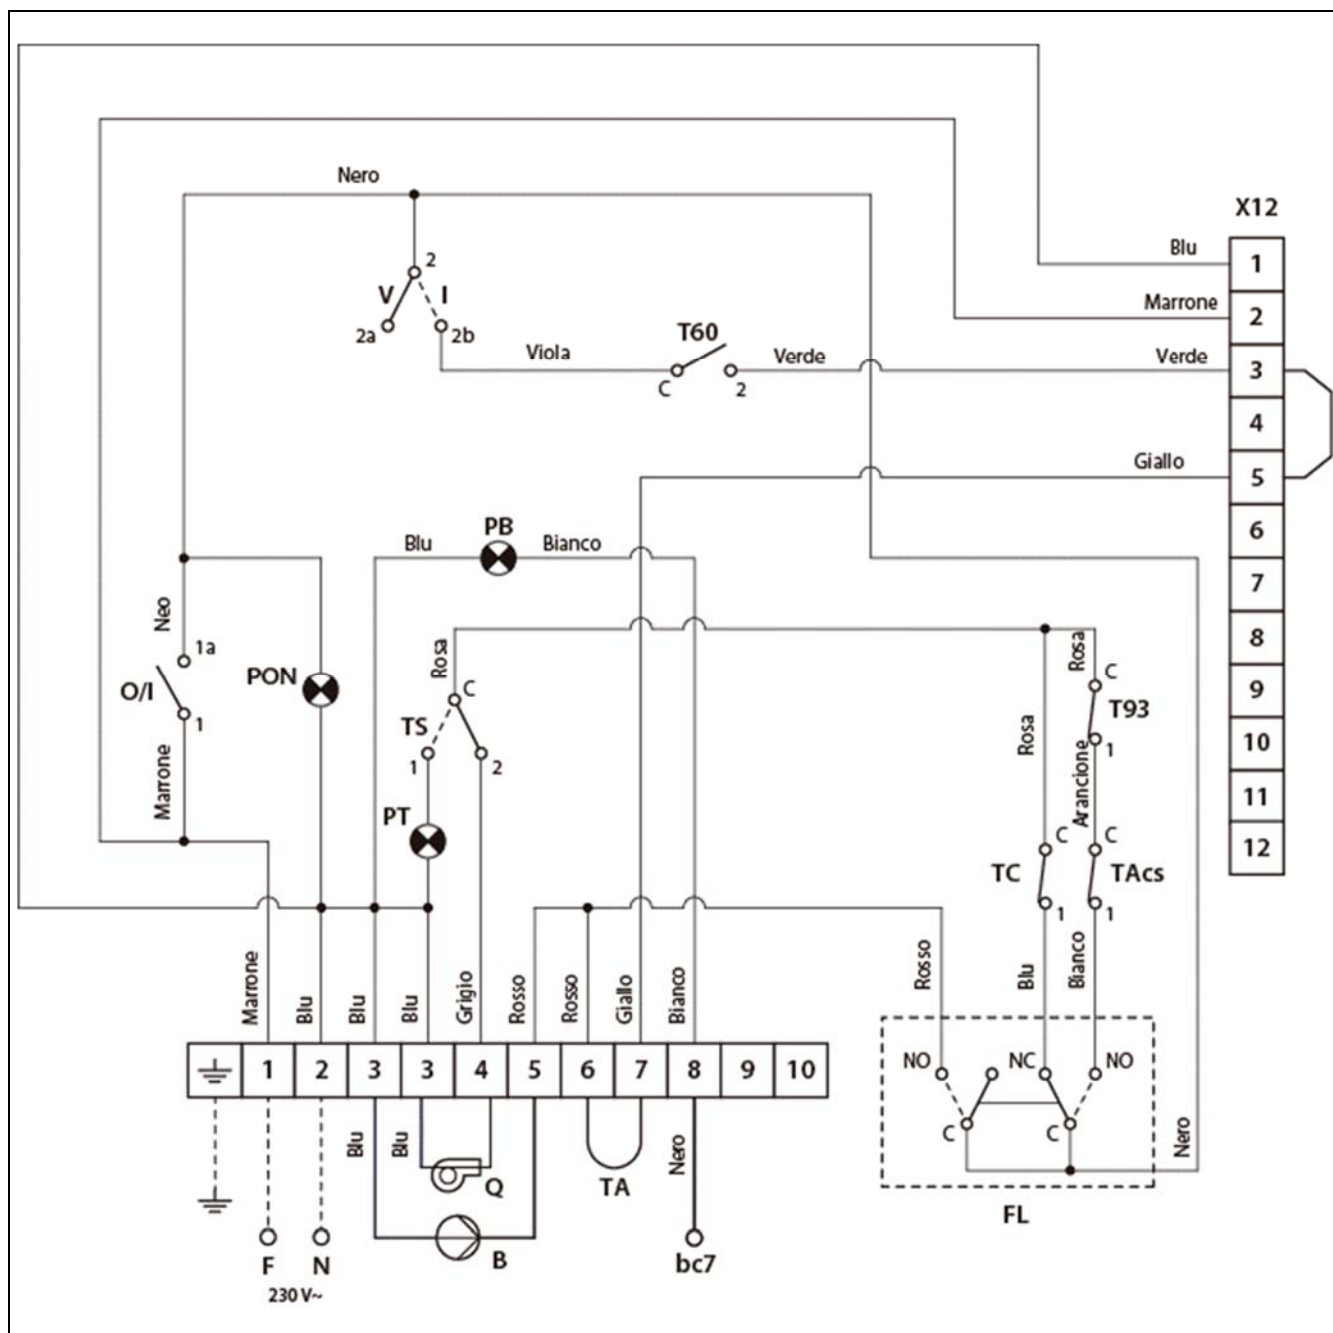 Nero
X12
Blu
1
Marrone
2
2
V
I
2a
2b
T60
Viola
Verde
Verde
3
C
2
4
Giallo
5
PB
6
Blu
Bianco
7
Neo
1a
Rosa
Rosa
8
PON
C
C
O/I
T93
9
1
TS
Rosa
1
10
1
2
Marrone
Arancione
11
PT
C
C
12
TC
TAcs
1
1
Marrone
Blu
Blu
Blu
Grigio
Rosso
Rosso
Giallo
Bianco
Rosso
Blu
Bianco
1
2
3
3
4
5
6
7
8
9
10
NO
NC
NO
C
C
Blu
Blu
Nero
Nero
Q
TA
FL
B
bc7
F
N
230 V~